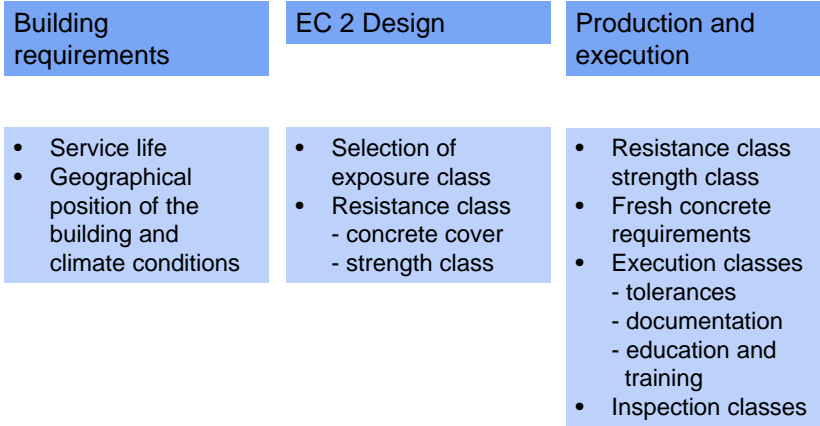 Building
requirements
• Service life
• Geographical
position of the
building and
climate conditions
EC 2 Design
• Selection of
exposure class
• Resistance class
- concrete cover
- strength class
Production and
execution
• Resistance class
strength class
• Fresh concrete
requirements
• Execution classes
- tolerances
- documentation
- education and
training
• Inspection classes